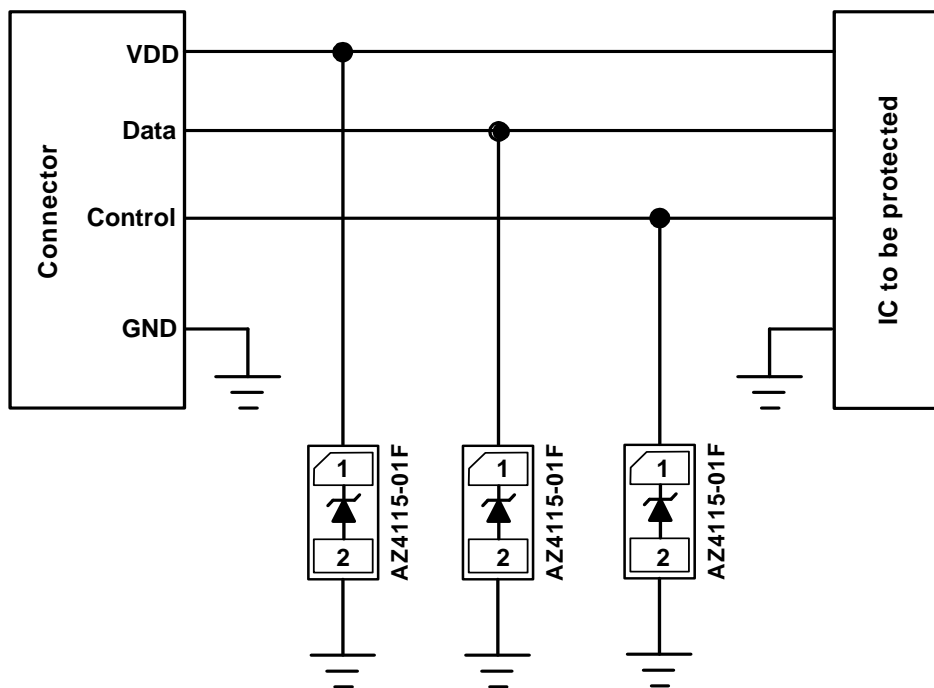 Connector
VDD
Data
Control
GND
IC to be protected
1
2
AZ4115-01F
1
2
AZ4115-01F
1
2
AZ4115-01F